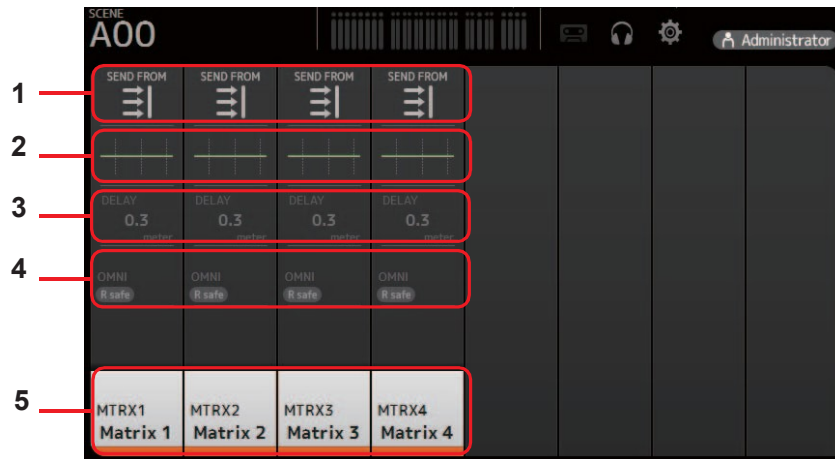 SCENE
A00
Administrator
1
SEND FROM SEND FROM SEND FROM SEND FROM
2
3
DELAY DELAY DELAY DELAY
0.3 0.3 0.3 0.3
meter meter meter meter
4
OMNI OMNI OMNI OMNI
R safe R safe R safe R safe
5
MTRX1 MTRX2 MTRX3 MTRX4
Matrix 1 Matrix 2 Matrix 3 Matrix 4